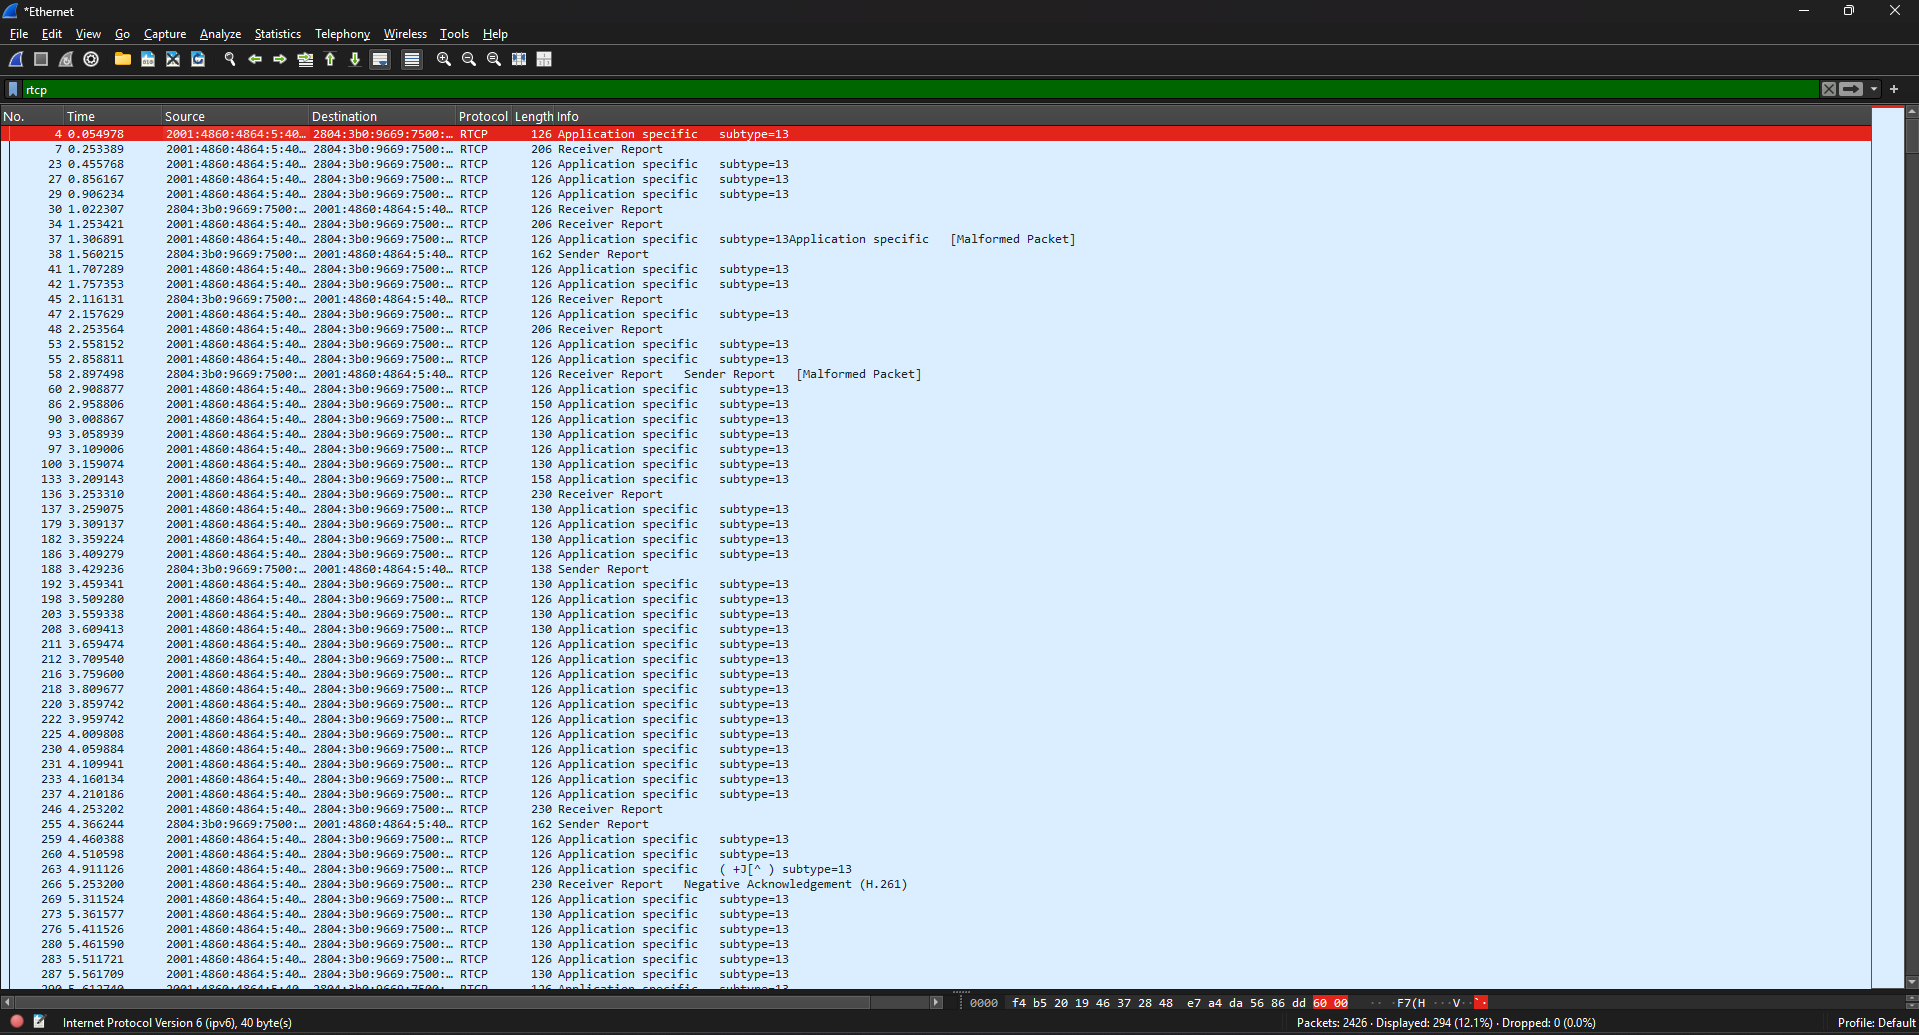 *Ethernet
File Edit View Go Capture Analyze Statistics Telephony Wireless Tools Help
rtcp
No. Time Source Destination Protocol Length Info
4 0.054978 2001:4860:4864:5:40… 2804:3b0:9669:7500:… RTCP 126 Application specific subtype=13
7 0.253389 2001:4860:4864:5:40… 2804:3b0:9669:7500:… RTCP 206 Receiver Report
23 0.455768 2001:4860:4864:5:40… 2804:3b0:9669:7500:… RTCP 126 Application specific subtype=13
27 0.856167 2001:4860:4864:5:40… 2804:3b0:9669:7500:… RTCP 126 Application specific subtype=13
29 0.906234 2001:4860:4864:5:40… 2804:3b0:9669:7500:… RTCP 126 Application specific subtype=13
30 1.022307 2804:3b0:9669:7500:… 2001:4860:4864:5:40… RTCP 126 Receiver Report
34 1.253421 2001:4860:4864:5:40… 2804:3b0:9669:7500:… RTCP 206 Receiver Report
37 1.306891 2001:4860:4864:5:40… 2804:3b0:9669:7500:… RTCP 126 Application specific subtype=13Application specific [Malformed Packet]
38 1.560215 2804:3b0:9669:7500:… 2001:4860:4864:5:40… RTCP 162 Sender Report
41 1.707289 2001:4860:4864:5:40… 2804:3b0:9669:7500:… RTCP 126 Application specific subtype=13
42 1.757353 2001:4860:4864:5:40… 2804:3b0:9669:7500:… RTCP 126 Application specific subtype=13
45 2.116131 2804:3b0:9669:7500:… 2001:4860:4864:5:40… RTCP 126 Receiver Report
47 2.157629 2001:4860:4864:5:40… 2804:3b0:9669:7500:… RTCP 126 Application specific subtype=13
48 2.253564 2001:4860:4864:5:40… 2804:3b0:9669:7500:… RTCP 206 Receiver Report
53 2.558152 2001:4860:4864:5:40… 2804:3b0:9669:7500:… RTCP 126 Application specific subtype=13
55 2.858811 2001:4860:4864:5:40… 2804:3b0:9669:7500:… RTCP 126 Application specific subtype=13
58 2.897498 2804:3b0:9669:7500:… 2001:4860:4864:5:40… RTCP 126 Receiver Report Sender Report [Malformed Packet]
60 2.908877 2001:4860:4864:5:40… 2804:3b0:9669:7500:… RTCP 126 Application specific subtype=13
86 2.958806 2001:4860:4864:5:40… 2804:3b0:9669:7500:… RTCP 150 Application specific subtype=13
90 3.008867 2001:4860:4864:5:40… 2804:3b0:9669:7500:… RTCP 126 Application specific subtype=13
93 3.058939 2001:4860:4864:5:40… 2804:3b0:9669:7500:… RTCP 130 Application specific subtype=13
97 3.109006 2001:4860:4864:5:40… 2804:3b0:9669:7500:… RTCP 126 Application specific subtype=13
100 3.159074 2001:4860:4864:5:40… 2804:3b0:9669:7500:… RTCP 130 Application specific subtype=13
133 3.209143 2001:4860:4864:5:40… 2804:3b0:9669:7500:… RTCP 158 Application specific subtype=13
136 3.253310 2001:4860:4864:5:40… 2804:3b0:9669:7500:… RTCP 230 Receiver Report
137 3.259075 2001:4860:4864:5:40… 2804:3b0:9669:7500:… RTCP 130 Application specific subtype=13
179 3.309137 2001:4860:4864:5:40… 2804:3b0:9669:7500:… RTCP 126 Application specific subtype=13
182 3.359224 2001:4860:4864:5:40… 2804:3b0:9669:7500:… RTCP 130 Application specific subtype=13
186 3.409279 2001:4860:4864:5:40… 2804:3b0:9669:7500:… RTCP 126 Application specific subtype=13
188 3.429236 2804:3b0:9669:7500:… 2001:4860:4864:5:40… RTCP 138 Sender Report
192 3.459341 2001:4860:4864:5:40… 2804:3b0:9669:7500:… RTCP 130 Application specific subtype=13
198 3.509280 2001:4860:4864:5:40… 2804:3b0:9669:7500:… RTCP 126 Application specific subtype=13
203 3.559338 2001:4860:4864:5:40… 2804:3b0:9669:7500:… RTCP 130 Application specific subtype=13
208 3.609413 2001:4860:4864:5:40… 2804:3b0:9669:7500:… RTCP 130 Application specific subtype=13
211 3.659474 2001:4860:4864:5:40… 2804:3b0:9669:7500:… RTCP 126 Application specific subtype=13
212 3.709540 2001:4860:4864:5:40… 2804:3b0:9669:7500:… RTCP 126 Application specific subtype=13
216 3.759600 2001:4860:4864:5:40… 2804:3b0:9669:7500:… RTCP 126 Application specific subtype=13
218 3.809677 2001:4860:4864:5:40… 2804:3b0:9669:7500:… RTCP 126 Application specific subtype=13
220 3.859742 2001:4860:4864:5:40… 2804:3b0:9669:7500:… RTCP 126 Application specific subtype=13
222 3.959742 2001:4860:4864:5:40… 2804:3b0:9669:7500:… RTCP 126 Application specific subtype=13
225 4.009808 2001:4860:4864:5:40… 2804:3b0:9669:7500:… RTCP 126 Application specific subtype=13
230 4.059884 2001:4860:4864:5:40… 2804:3b0:9669:7500:… RTCP 126 Application specific subtype=13
231 4.109941 2001:4860:4864:5:40… 2804:3b0:9669:7500:… RTCP 126 Application specific subtype=13
233 4.160134 2001:4860:4864:5:40… 2804:3b0:9669:7500:… RTCP 126 Application specific subtype=13
237 4.210186 2001:4860:4864:5:40… 2804:3b0:9669:7500:… RTCP 126 Application specific subtype=13
246 4.253202 2001:4860:4864:5:40… 2804:3b0:9669:7500:… RTCP 230 Receiver Report
255 4.366244 2804:3b0:9669:7500:… 2001:4860:4864:5:40… RTCP 162 Sender Report
259 4.460388 2001:4860:4864:5:40… 2804:3b0:9669:7500:… RTCP 126 Application specific subtype=13
260 4.510598 2001:4860:4864:5:40… 2804:3b0:9669:7500:… RTCP 126 Application specific subtype=13
263 4.911126 2001:4860:4864:5:40… 2804:3b0:9669:7500:… RTCP 126 Application specific ( +J[^ ) subtype=13
266 5.253200 2001:4860:4864:5:40… 2804:3b0:9669:7500:… RTCP 230 Receiver Report Negative Acknowledgement (H.261)
269 5.311524 2001:4860:4864:5:40… 2804:3b0:9669:7500:… RTCP 126 Application specific subtype=13
273 5.361577 2001:4860:4864:5:40… 2804:3b0:9669:7500:… RTCP 130 Application specific subtype=13
276 5.411526 2001:4860:4864:5:40… 2804:3b0:9669:7500:… RTCP 126 Application specific subtype=13
280 5.461590 2001:4860:4864:5:40… 2804:3b0:9669:7500:… RTCP 130 Application specific subtype=13
283 5.511721 2001:4860:4864:5:40… 2804:3b0:9669:7500:… RTCP 126 Application specific subtype=13
287 5.561709 2001:4860:4864:5:40… 2804:3b0:9669:7500:… RTCP 130 Application specific subtype=13
0000 f4 b5 20 19 46 37 28 48 e7 a4 da 56 86 dd 60 00 ·· ·F7(H ···V··`·
Internet Protocol Version 6 (ipv6), 40 byte(s) Packets: 2426 · Displayed: 294 (12.1%) · Dropped: 0 (0.0%) Profile: Default